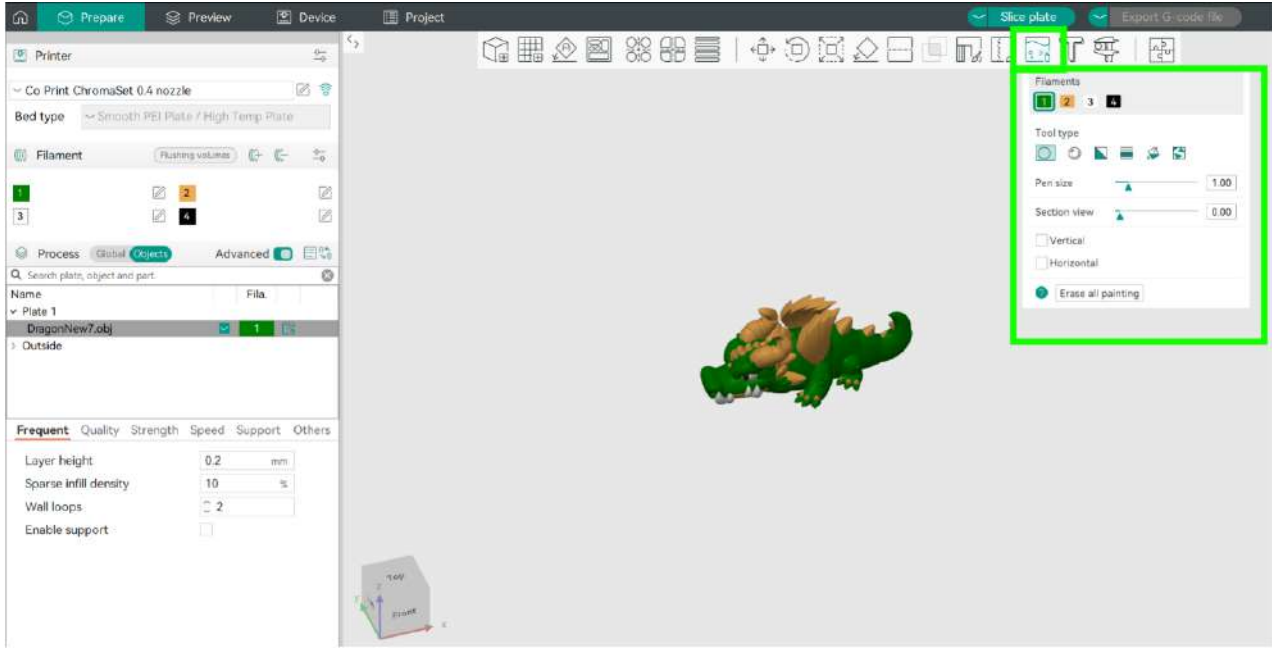 Prepare Preview Device Project Slice plate Export G-code file
Printer
Co Print ChromaSet 0.4 nozzle
Bed type Smooth PEI Plate / High Temp Plate
Filament Flushing volumes
1 2
3 4
Process Global Objects Advanced
Search plate, object and part.
Name Fila.
Plate 1
DragonNew7.obj 1
Outside
Frequent Quality Strength Speed Support Others
Layer height 0.2 mm
Sparse infill density 10 %
Wall loops 2
Enable support
Filaments
1 2 3 4
Tool type
Pen size 1.00
Section view 0.00
Vertical
Horizontal
? Erase all painting
Top
Z
Front
X